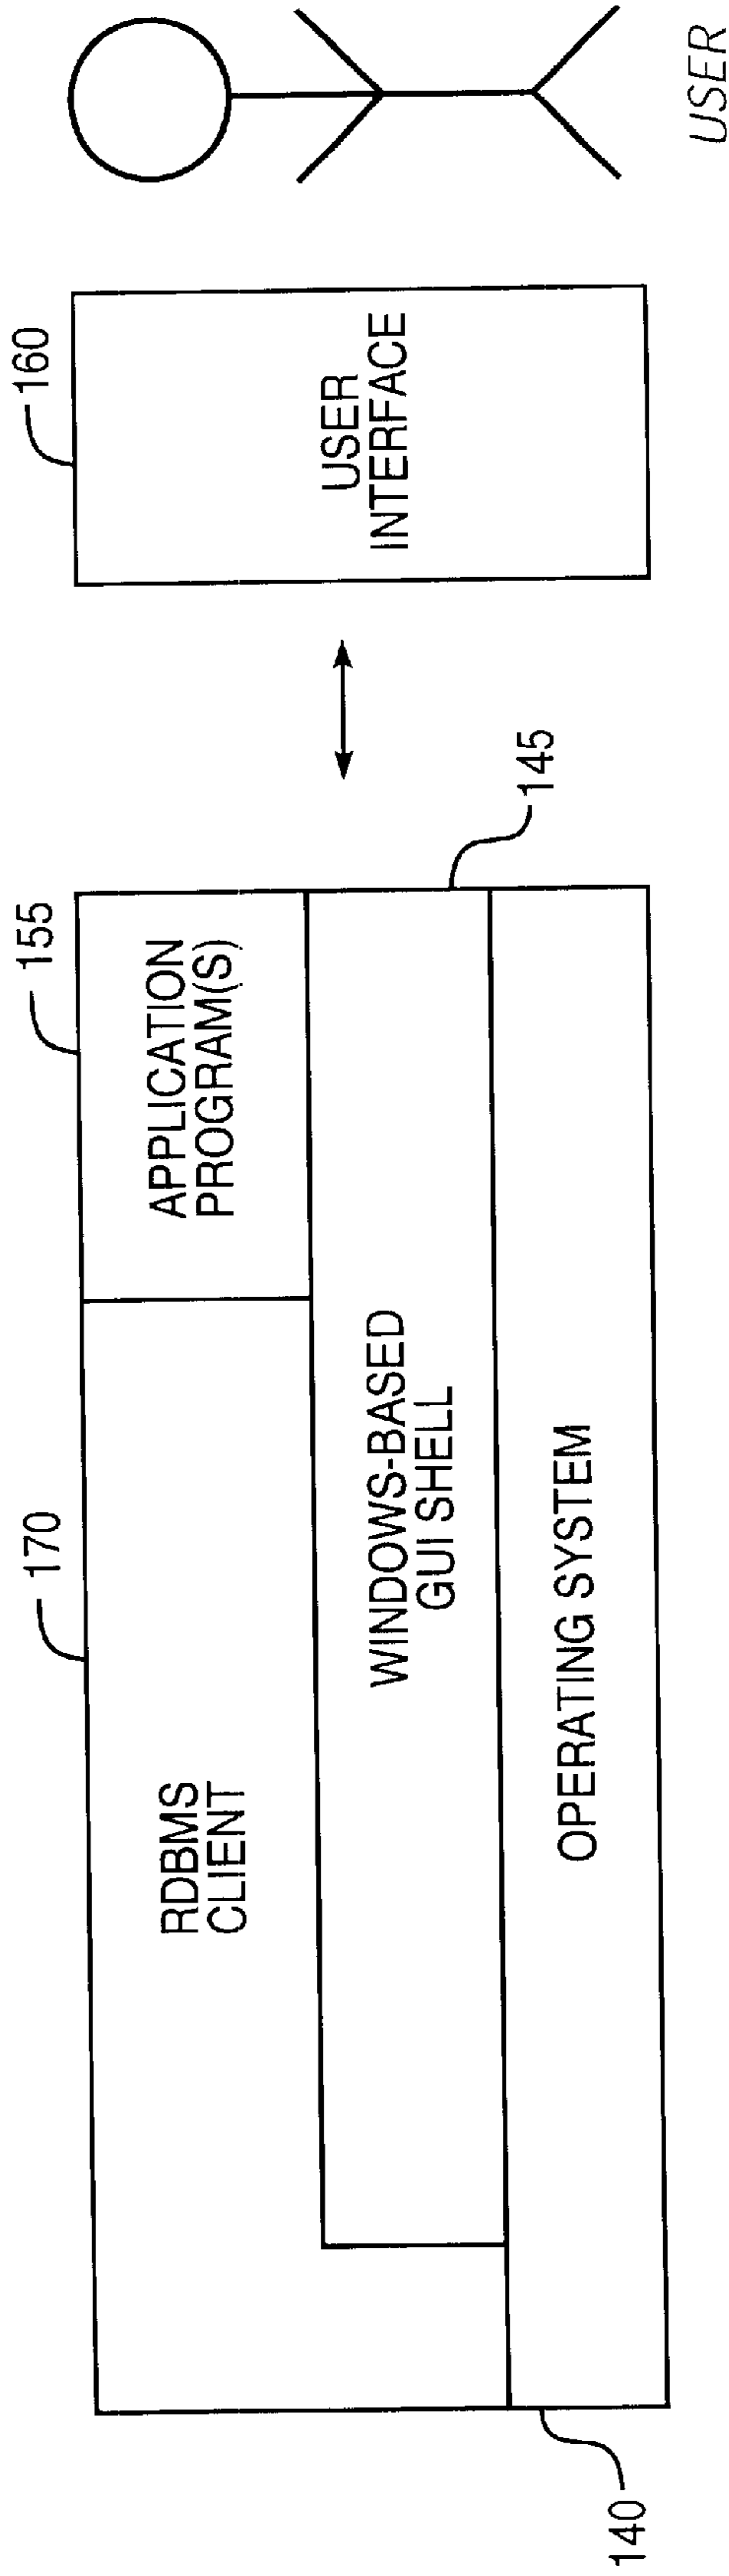 170
155
160
RDBMS
CLIENT
APPLICATION
PROGRAM(S)
WINDOWS-BASED
GUI SHELL
145
OPERATING SYSTEM
140
USER
INTERFACE
USER